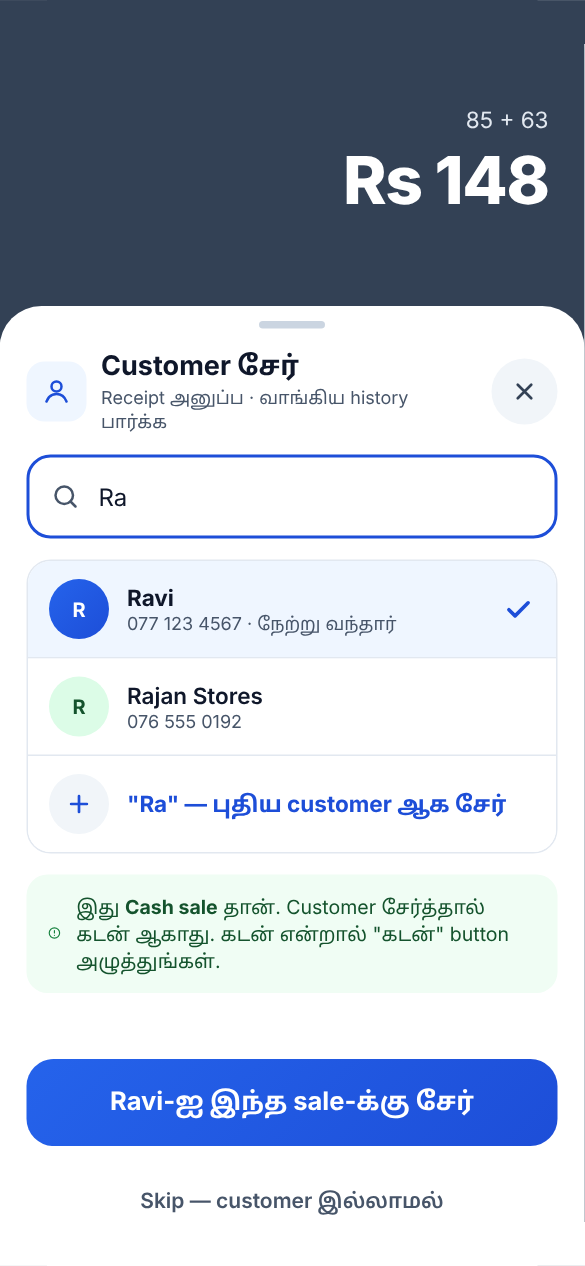 85 + 63
Rs 148
Customer சேர்
Receipt அனுப்ப · வாங்கிய history
பார்க்க
Ra
R
Ravi
077 123 4567 · நேற்று வந்தார்
R
Rajan Stores
076 555 0192
"Ra" — புதிய customer ஆக சேர்
இது Cash sale தான். Customer சேர்த்தால்
கடன் ஆகாது. கடன் என்றால் "கடன்" button
அழுத்துங்கள்.
Ravi-ஐ இந்த sale-க்கு சேர்
Skip — customer இல்லாமல்